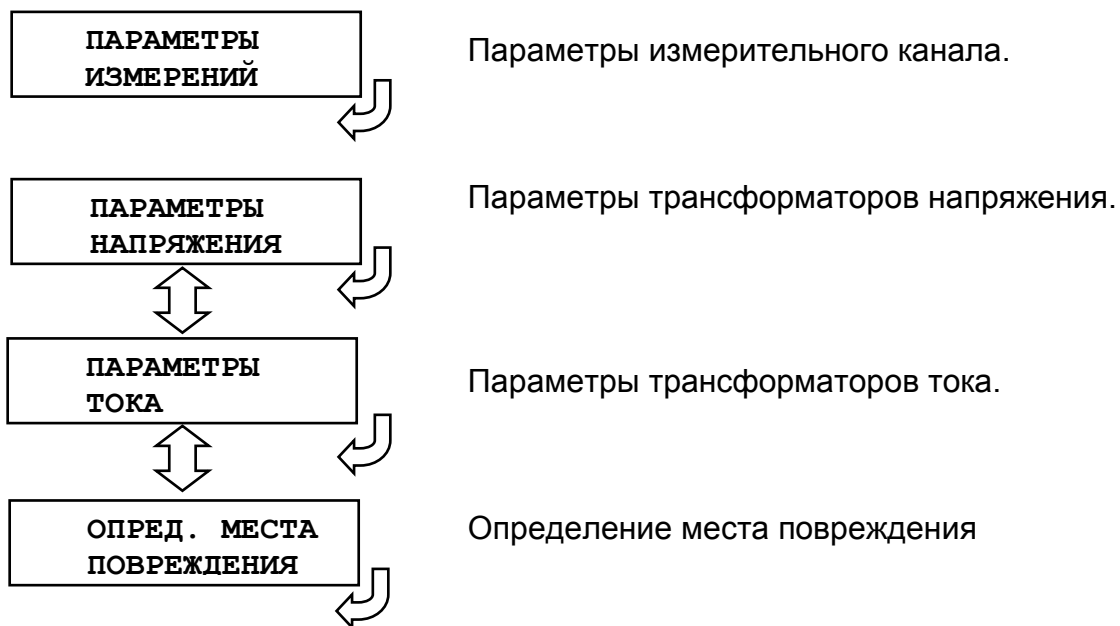 ПАРАМЕТРЫ
ИЗМЕРЕНИЙ
Параметры измерительного канала.
ПАРАМЕТРЫ
НАПРЯЖЕНИЯ
Параметры трансформаторов напряжения.
ПАРАМЕТРЫ
ТОКА
Параметры трансформаторов тока.
ОПРЕД. МЕСТА
ПОВРЕЖДЕНИЯ
Определение места повреждения